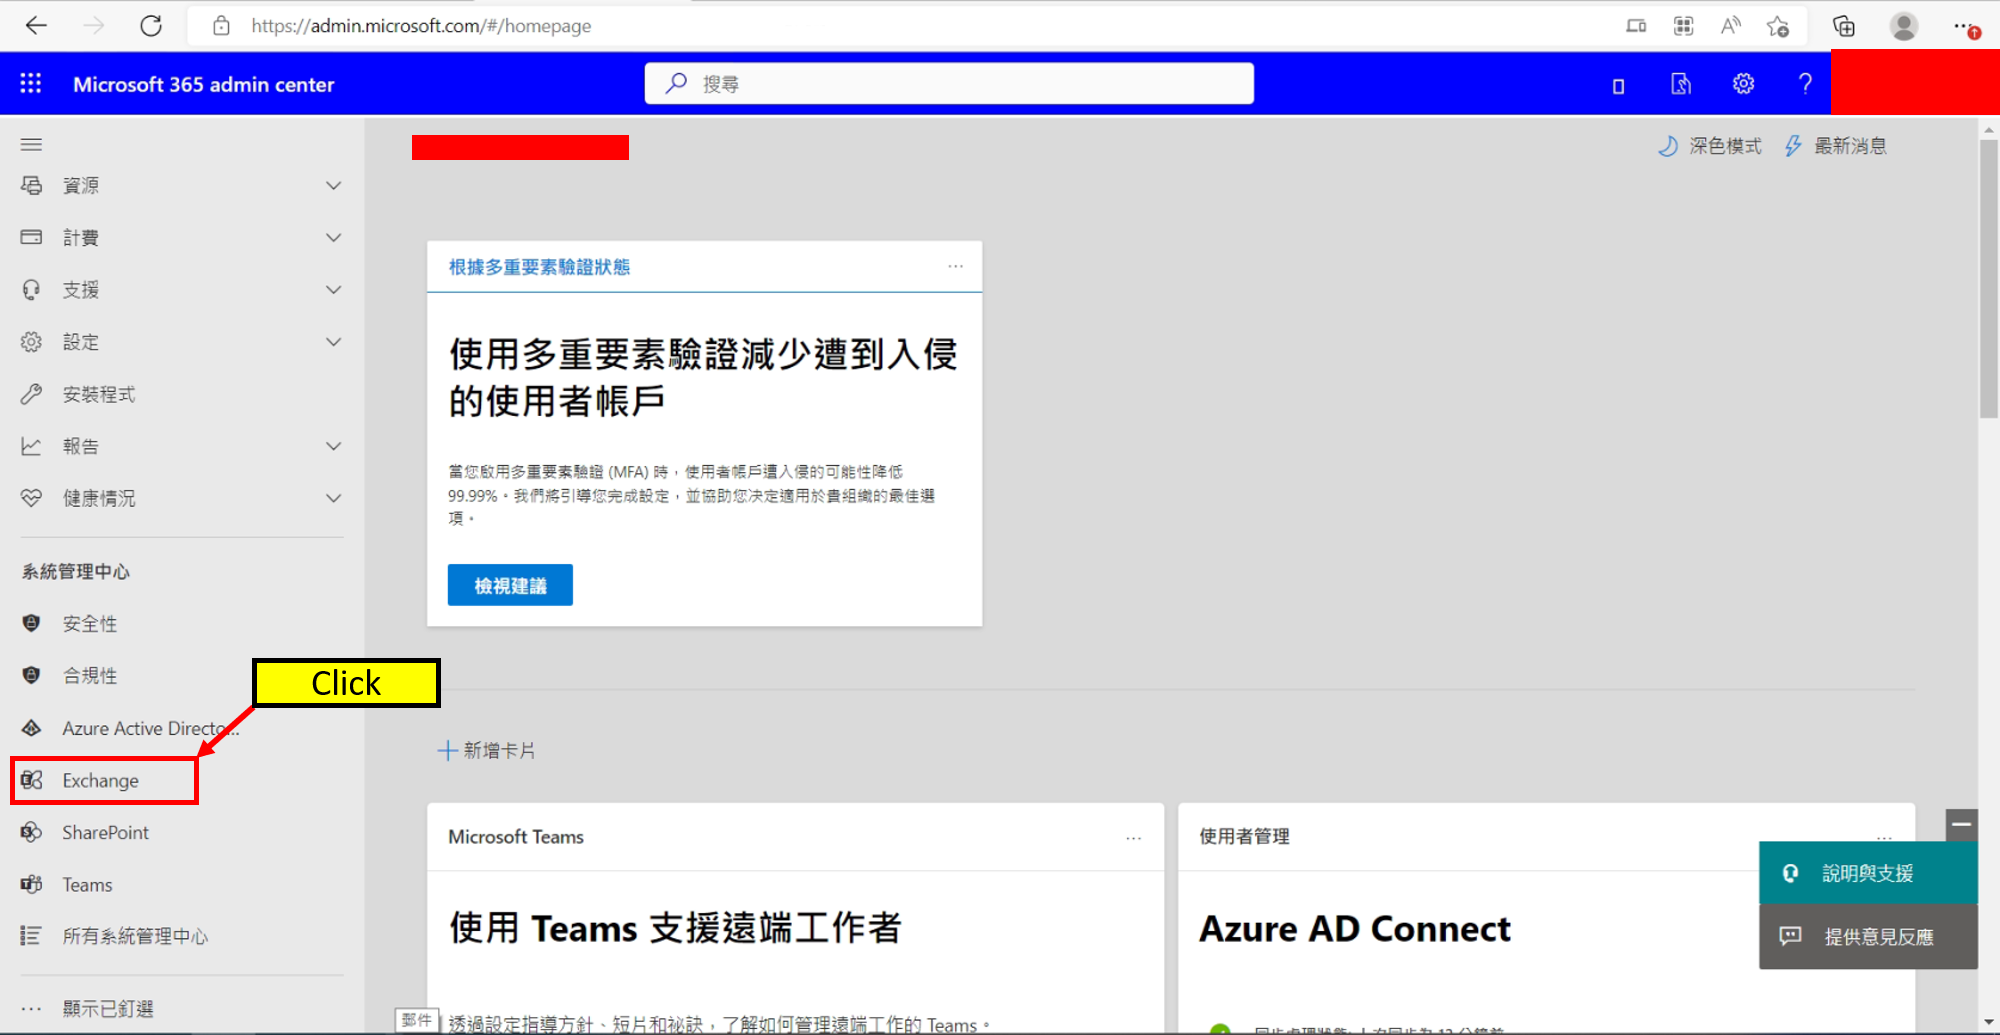 https://admin.microsoft.com/#/homepage
Microsoft 365 admin center
搜尋
深色模式
最新消息
資源
計費
支援
設定
安裝程式
報告
健康情況
系統管理中心
安全性
合規性
Azure Active Directo...
Exchange
SharePoint
Teams
所有系統管理中心
顯示已釘選
Click
根據多重要素驗證狀態
使用多重要素驗證減少遭到入侵
的使用者帳戶
當您啟用多重要素驗證 (MFA) 時，使用者帳戶遭入侵的可能性降低
99.99%。我們將引導您完成設定，並協助您決定適用於貴組織的最佳選
項。
檢視建議
新增卡片
Microsoft Teams
使用 Teams 支援遠端工作者
透過設定指導方針、短片和祕訣，了解如何管理遠端工作的 Teams。
郵件
使用者管理
Azure AD Connect
說明與支援
提供意見反應